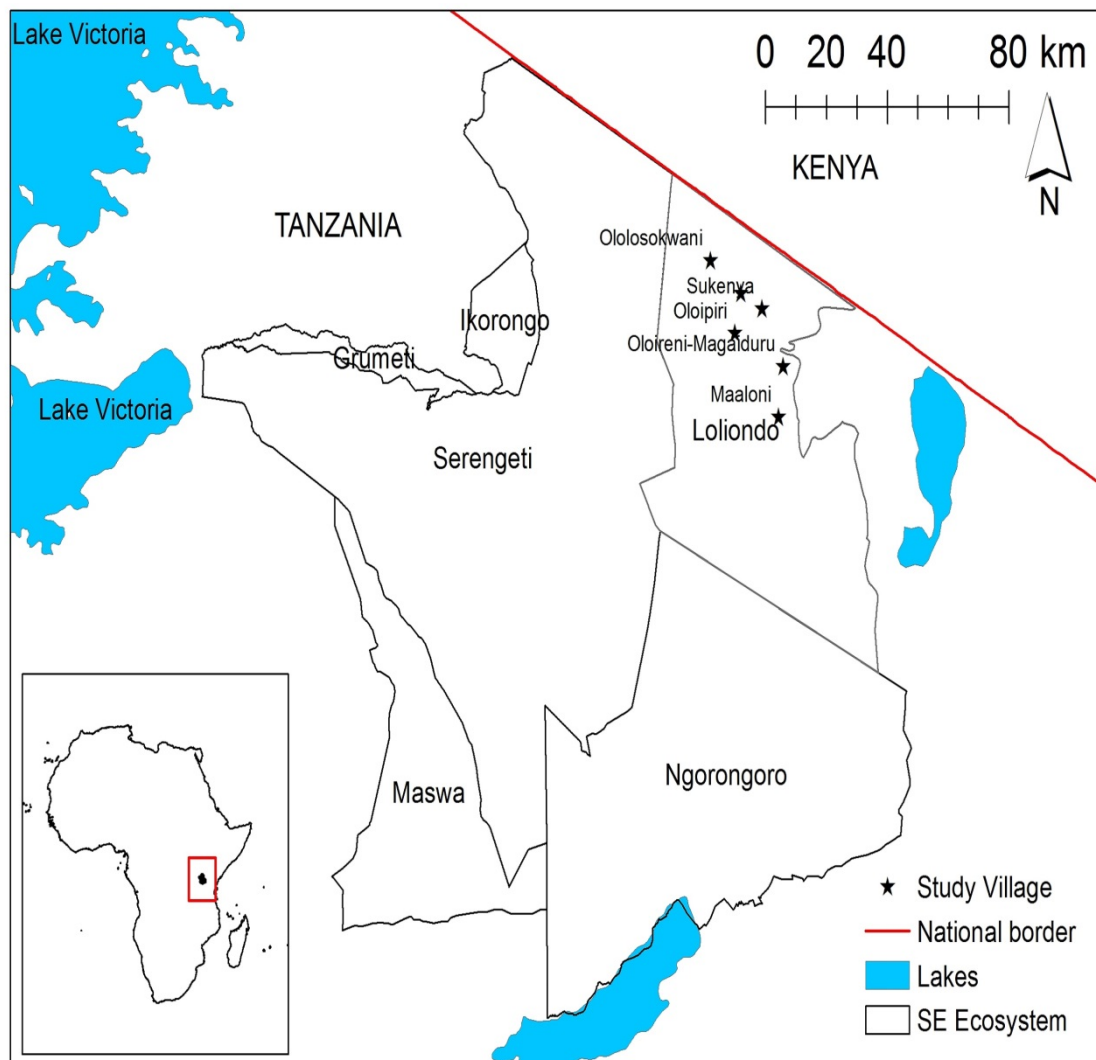 Lake Victoria
0 20 40 80 km
KENYA
N
TANZANIA
Ololosokwani
Sukenya
Oloipiri
Ikorongo
Oloireni-Magaiduru
Grumeti
Lake Victoria
Maaloni
Loliondo
Serengeti
Ngorongoro
Maswa
Study Village
National border
Lakes
SE Ecosystem